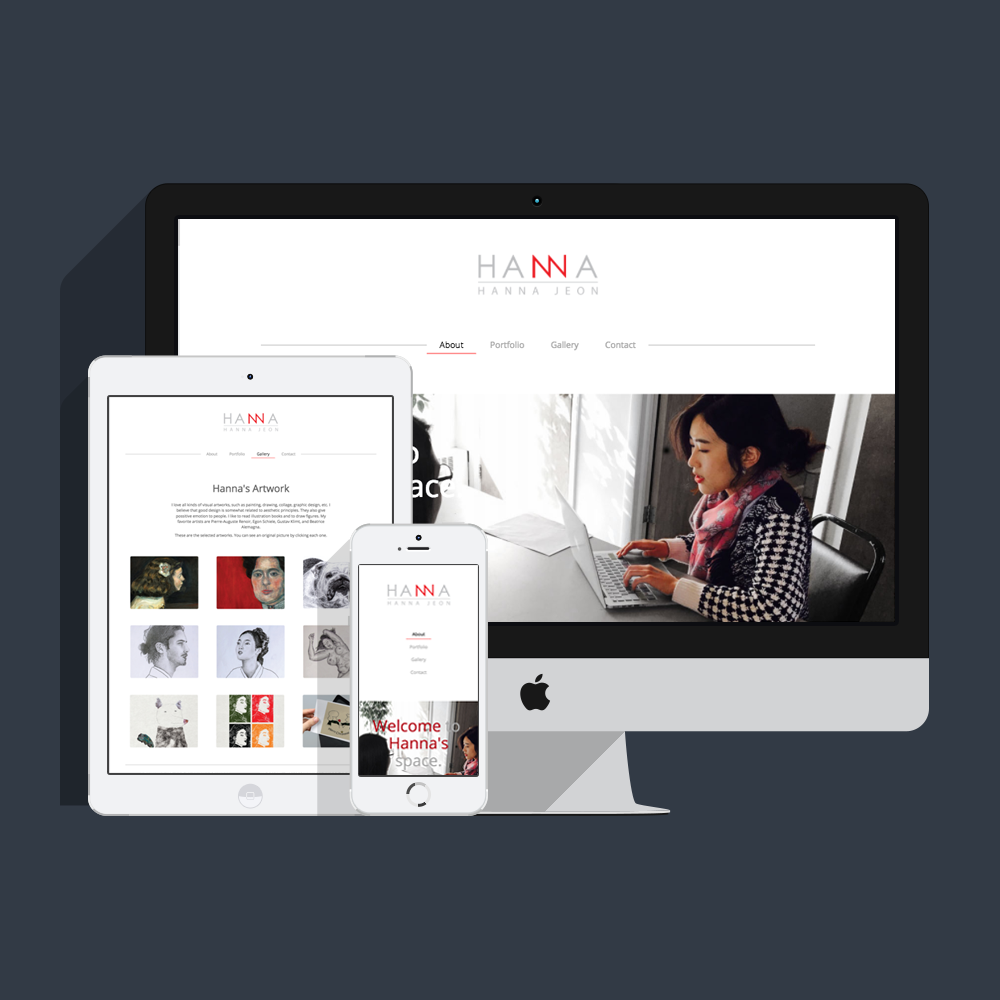 HANNA
HANNA JEON
About Portfolio Gallery Contact
o
ace.
HANNA
HANNA JEON
About Portfolio Gallery Contact
Hanna's Artwork
I love all kinds of visual artworks, such as painting, drawing, collage, graphic design, etc. I
believe that good design is somewhat related to aesthetic principles. They also give
possitive emotion to people. I like to read illustration books and to draw figures. My
favorite artists are Pierre-Auguste Renoir, Egon Schiele, Gustav Klimt, and Beatrice
Alemagna.
These are the selected artworks. You can see an original picture by clicking each one.
HANNA
HANNA JEON
About
Portfolio
Gallery
Contact
Welcome to
Hanna's
space.